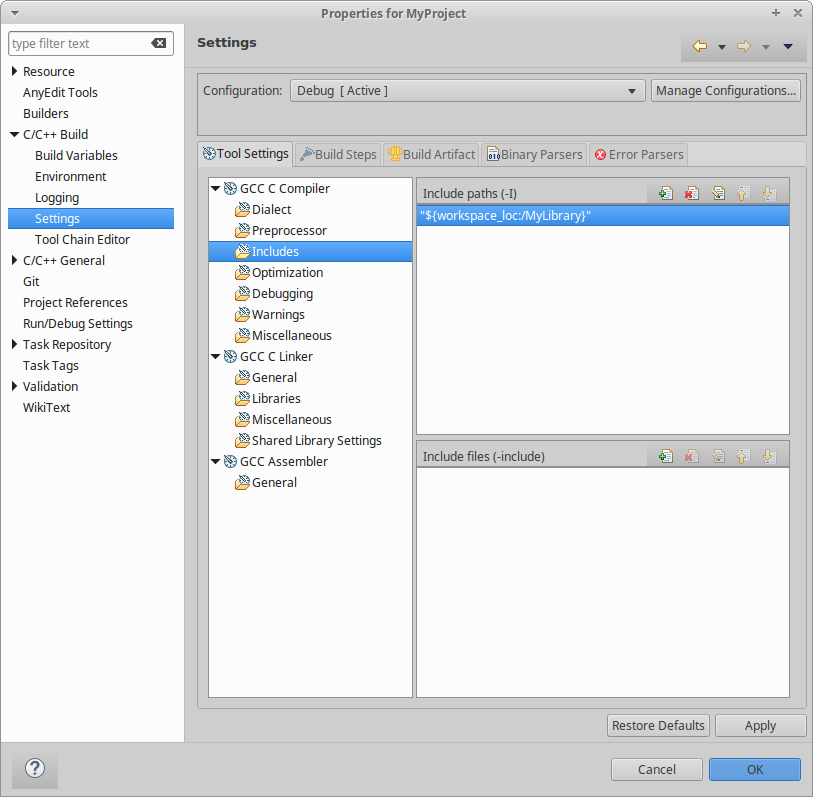 Properties for MyProject
type filter text
Resource
AnyEdit Tools
Builders
C/C++ Build
Build Variables
Environment
Logging
Settings
Tool Chain Editor
C/C++ General
Git
Project References
Run/Debug Settings
Task Repository
Task Tags
Validation
WikiText
Settings
Configuration: Debug [ Active ] Manage Configurations...
Tool Settings Build Steps Build Artifact Binary Parsers Error Parsers
GCC C Compiler
Dialect
Preprocessor
Includes
Optimization
Debugging
Warnings
Miscellaneous
GCC C Linker
General
Libraries
Miscellaneous
Shared Library Settings
GCC Assembler
General
Include paths (-I)
"${workspace_loc:/MyLibrary}"
Include files (-include)
Restore Defaults Apply
? Cancel OK